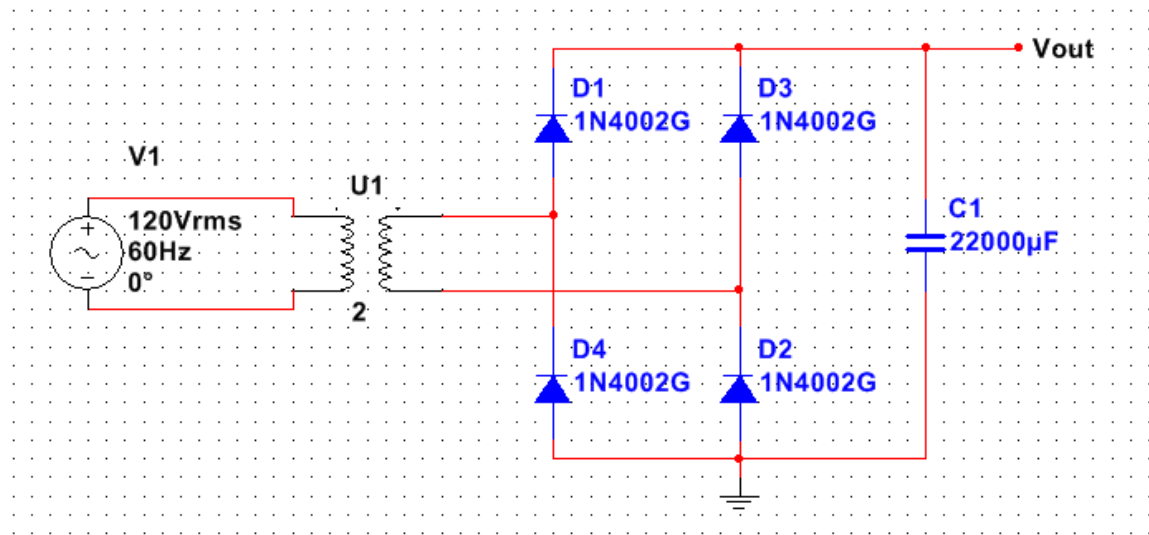 Vout
D1
1N4002G
D3
1N4002G
V1
120Vrms
60Hz
0°
U1
2
C1
22000µF
D4
1N4002G
D2
1N4002G